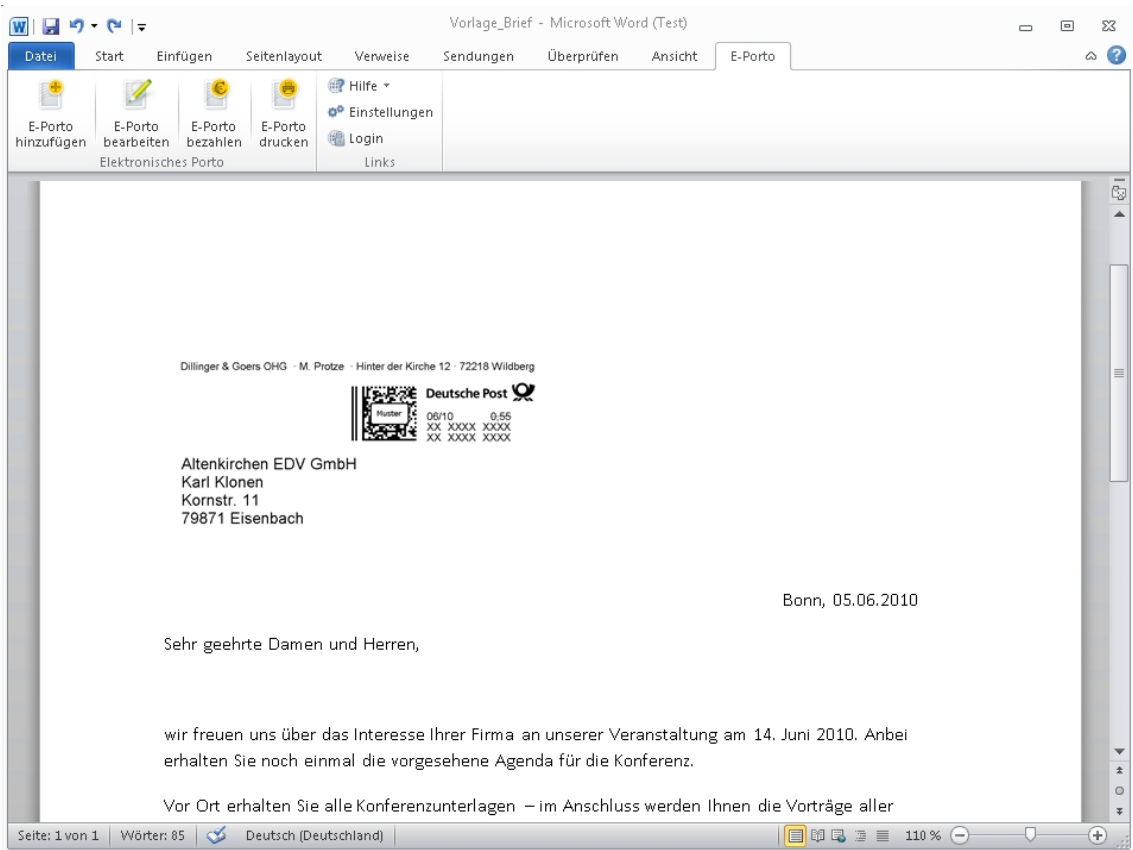 Vorlage_Brief - Microsoft Word (Test)
Datei Start Einfügen Seitenlayout Verweise Sendungen Überprüfen Ansicht E-Porto
E-Porto hinzufügen
E-Porto bearbeiten
E-Porto bezahlen
E-Porto drucken
Elektronisches Porto
Hilfe
Einstellungen
Login
Links
Dillinger & Goers OHG · M. Protze · Hinter der Kirche 12 · 72218 Wildberg
Deutsche Post
Muster
06/10 0,55
XX XXXX XXXX
XX XXXX XXXX
Altenkirchen EDV GmbH
Karl Klonen
Kornstr. 11
79871 Eisenbach
Bonn, 05.06.2010
Sehr geehrte Damen und Herren,
wir freuen uns über das Interesse Ihrer Firma an unserer Veranstaltung am 14. Juni 2010. Anbei
erhalten Sie noch einmal die vorgesehene Agenda für die Konferenz.
Vor Ort erhalten Sie alle Konferenzunterlagen – im Anschluss werden Ihnen die Vorträge aller
Seite: 1 von 1 Wörter: 85 Deutsch (Deutschland) 110 %